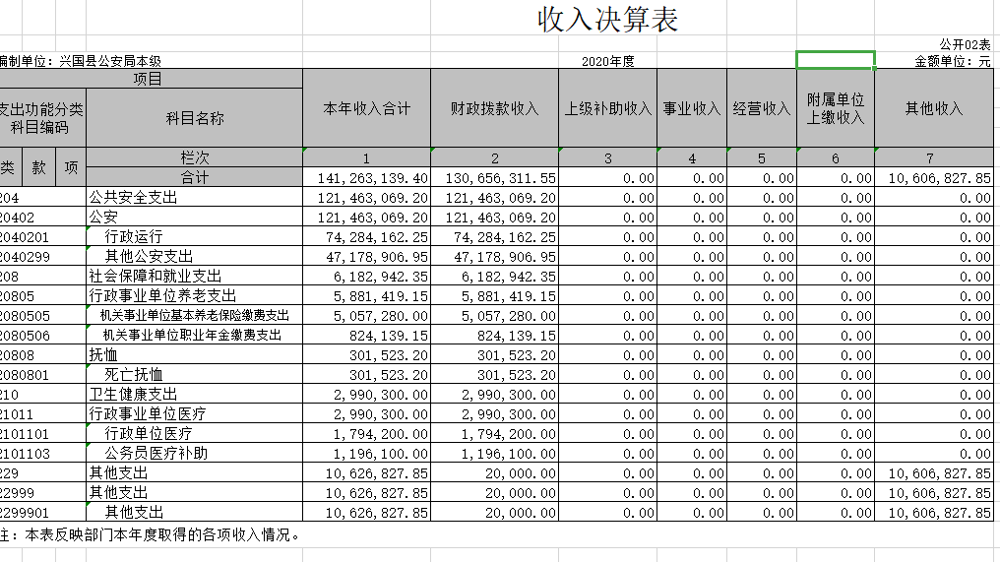 收入决算表
公开02表
编制单位：兴国县公安局本级 2020年度 金额单位：元
项目 本年收入合计 财政拨款收入 上级补助收入 事业收入 经营收入 附属单位上缴收入 其他收入
支出功能分类科目编码 科目名称
类 款 项 栏次 1 2 3 4 5 6 7
合计 141,263,139.40 130,656,311.55 0.00 0.00 0.00 0.00 10,606,827.85
204 公共安全支出 121,463,069.20 121,463,069.20 0.00 0.00 0.00 0.00 0.00
20402 公安 121,463,069.20 121,463,069.20 0.00 0.00 0.00 0.00 0.00
2040201 行政运行 74,284,162.25 74,284,162.25 0.00 0.00 0.00 0.00 0.00
2040299 其他公安支出 47,178,906.95 47,178,906.95 0.00 0.00 0.00 0.00 0.00
208 社会保障和就业支出 6,182,942.35 6,182,942.35 0.00 0.00 0.00 0.00 0.00
20805 行政事业单位养老支出 5,881,419.15 5,881,419.15 0.00 0.00 0.00 0.00 0.00
2080505 机关事业单位基本养老保险缴费支出 5,057,280.00 5,057,280.00 0.00 0.00 0.00 0.00 0.00
2080506 机关事业单位职业年金缴费支出 824,139.15 824,139.15 0.00 0.00 0.00 0.00 0.00
20808 抚恤 301,523.20 301,523.20 0.00 0.00 0.00 0.00 0.00
2080801 死亡抚恤 301,523.20 301,523.20 0.00 0.00 0.00 0.00 0.00
210 卫生健康支出 2,990,300.00 2,990,300.00 0.00 0.00 0.00 0.00 0.00
21011 行政事业单位医疗 2,990,300.00 2,990,300.00 0.00 0.00 0.00 0.00 0.00
2101101 行政单位医疗 1,794,200.00 1,794,200.00 0.00 0.00 0.00 0.00 0.00
2101103 公务员医疗补助 1,196,100.00 1,196,100.00 0.00 0.00 0.00 0.00 0.00
229 其他支出 10,626,827.85 20,000.00 0.00 0.00 0.00 0.00 10,606,827.85
22999 其他支出 10,626,827.85 20,000.00 0.00 0.00 0.00 0.00 10,606,827.85
2299901 其他支出 10,626,827.85 20,000.00 0.00 0.00 0.00 0.00 10,606,827.85
注：本表反映部门本年度取得的各项收入情况。